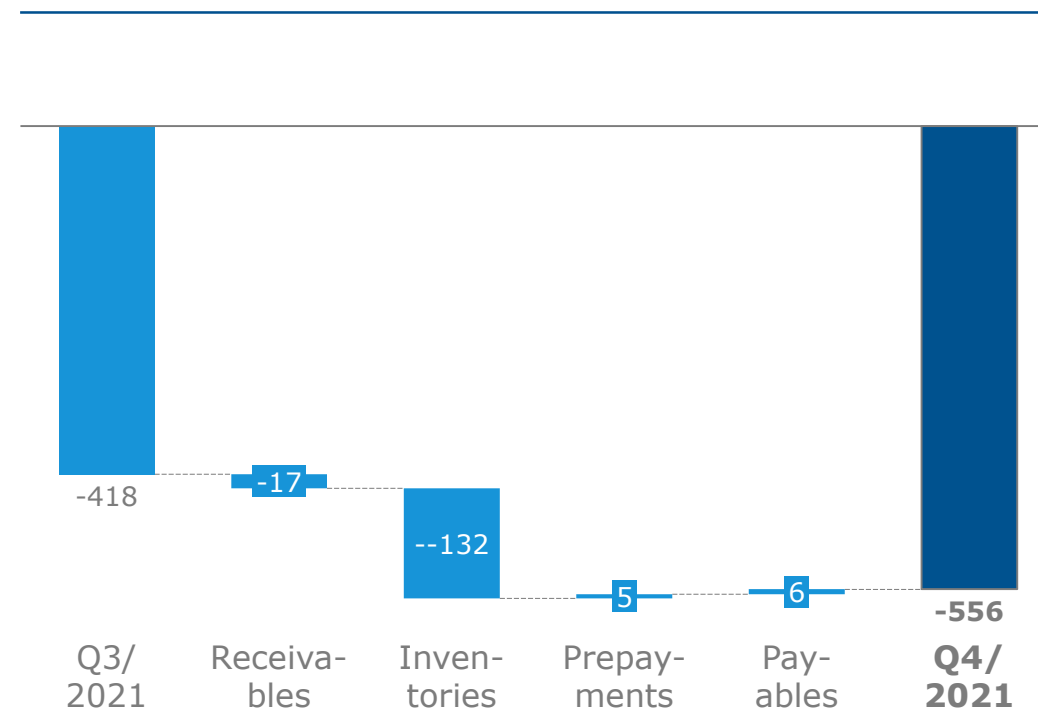 -418
-17
--132
5
6
-556
Q3/
2021
Receiva-
bles
Inven-
tories
Prepay-
ments
Pay-
ables
Q4/
2021